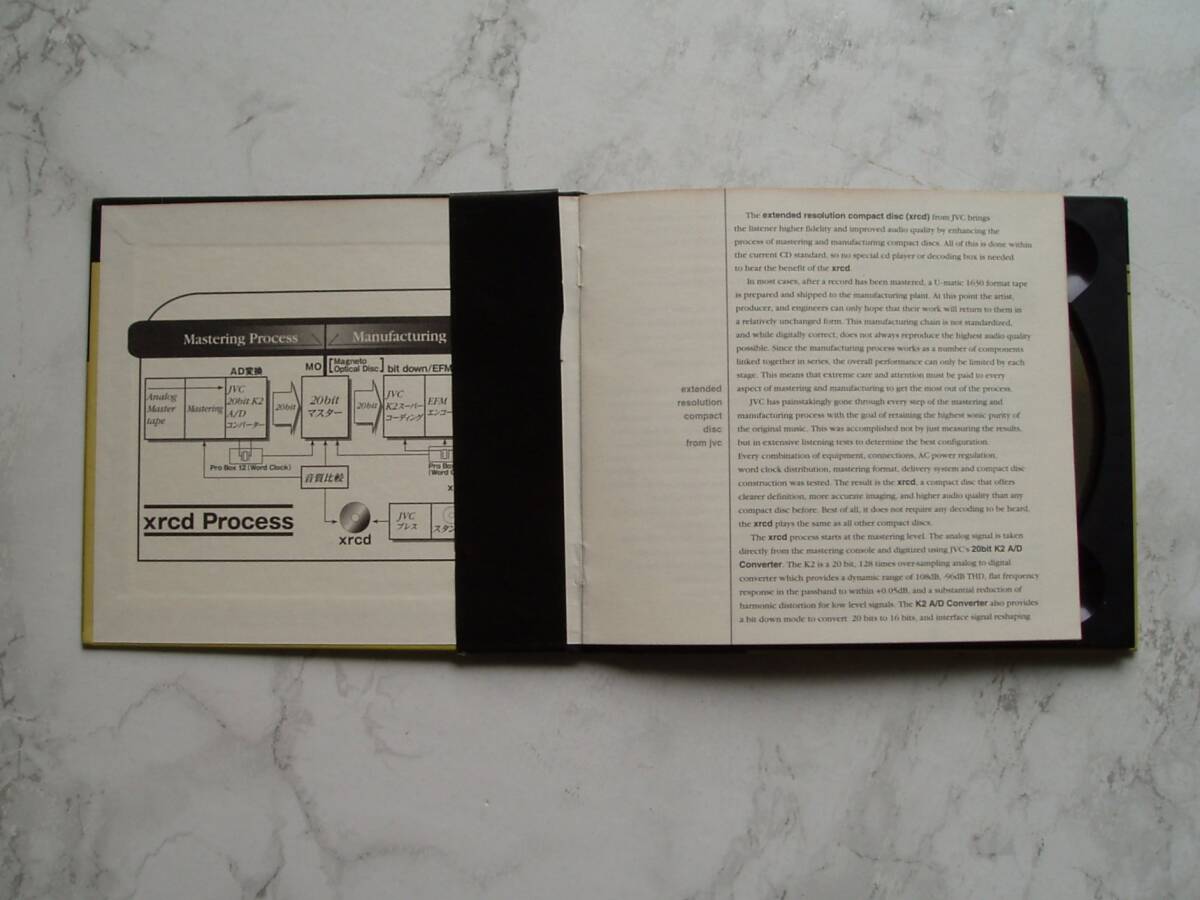 Mastering Process
Manufacturing
AD変換
MO
[Magneto Optical Disc]
bit down/EFM
Analog
Master
tape
Mastering
JVC
20bit K2
A/D
コンバーター
20bit
20bit
マスター
20bit
JVC
K2スーパー
コーディング
EFM
エンコー
Pro Box 12 (Word Clock)
Pro Box
(Word C
音質比較
x
xrcd Process
xrcd
JVC
プレス
スタン
extended
resolution
compact
disc
from jvc
The extended resolution compact disc (xrcd) from JVC brings
the listener higher fidelity and improved audio quality by enhancing the
process of mastering and manufacturing compact discs. All of this is done within
the current CD standard, so no special cd player or decoding box is needed
to hear the benefit of the xrcd.
In most cases, after a record has been mastered, a U-matic 1630 format tape
is prepared and shipped to the manufacturing plant. At this point the artist,
producer, and engineers can only hope that their work will return to them in
a relatively unchanged form. This manufacturing chain is not standardized,
and while digitally correct, does not always reproduce the highest audio quality
possible. Since the manufacturing process works as a number of components
linked together in series, the overall performance can only be limited by each
stage. This means that extreme care and attention must be paid to every
aspect of mastering and manufacturing to get the most out of the process.
JVC has painstakingly gone through every step of the mastering and
manufacturing process with the goal of retaining the highest sonic purity of
the original music. This was accomplished not by just measuring the results,
but in extensive listening tests to determine the best configuration.
Every combination of equipment, connections, AC power regulation,
word clock distribution, mastering format, delivery system and compact disc
construction was tested. The result is the xrcd, a compact disc that offers
clearer definition, more accurate imaging, and higher audio quality than any
compact disc before. Best of all, it does not require any decoding to be heard,
the xrcd plays the same as all other compact discs.
The xrcd process starts at the mastering level. The analog signal is taken
directly from the mastering console and digitized using JVC's 20bit K2 A/D
Converter. The K2 is a 20 bit, 128 times over-sampling analog to digital
converter which provides a dynamic range of 108dB, -96dB THD, flat frequency
response in the passband to within +0.05dB, and a substantial reduction of
harmonic distortion for low level signals. The K2 A/D Converter also provides
a bit down mode to convert 20 bits to 16 bits, and interface signal reshaping